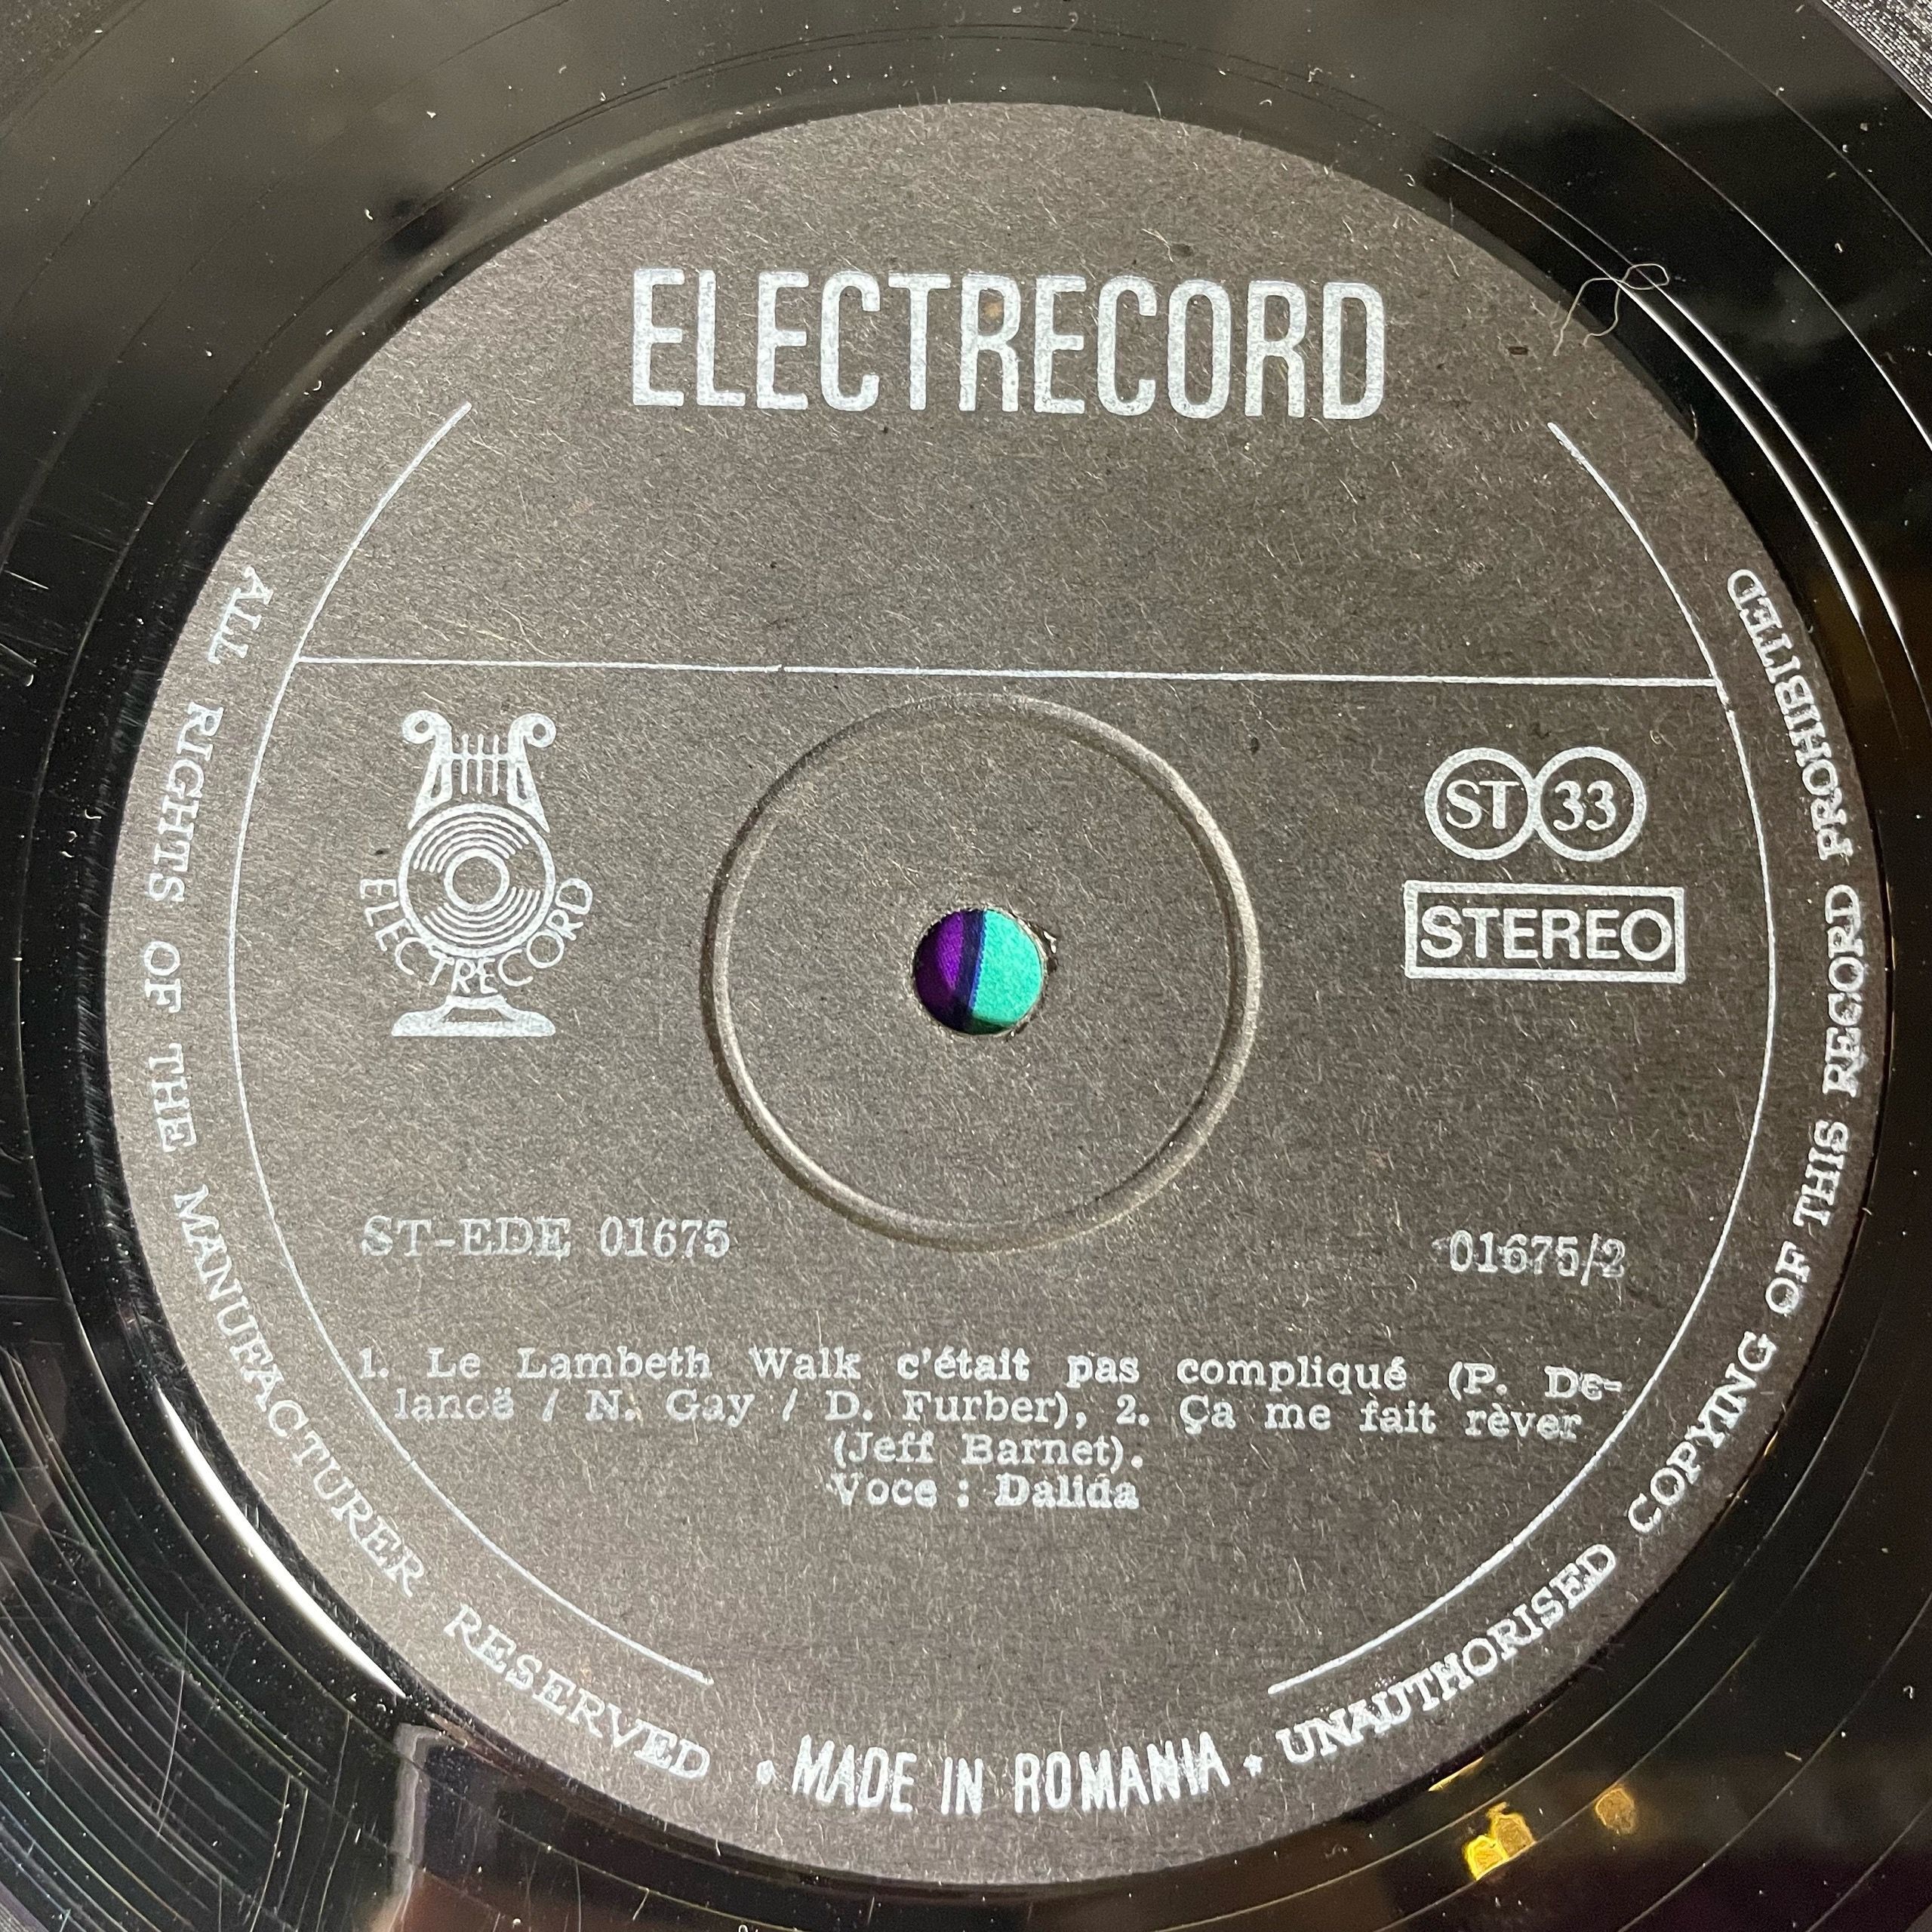 ELECTRECORD
ELECTRECORD
ST 33
STEREO
ST-EDE 01675
01675/2
1. Le Lambeth Walk c'était pas compliqué (P. De-
lancë / N. Gay / D. Furber), 2. Ça me fait rèver
(Jeff Barnet).
Voce : Dalida
ALL RIGHTS OF THE MANUFACTURER RESERVED • MADE IN ROMANIA • UNAUTHORISED COPYING OF THIS RECORD PROHIBITED